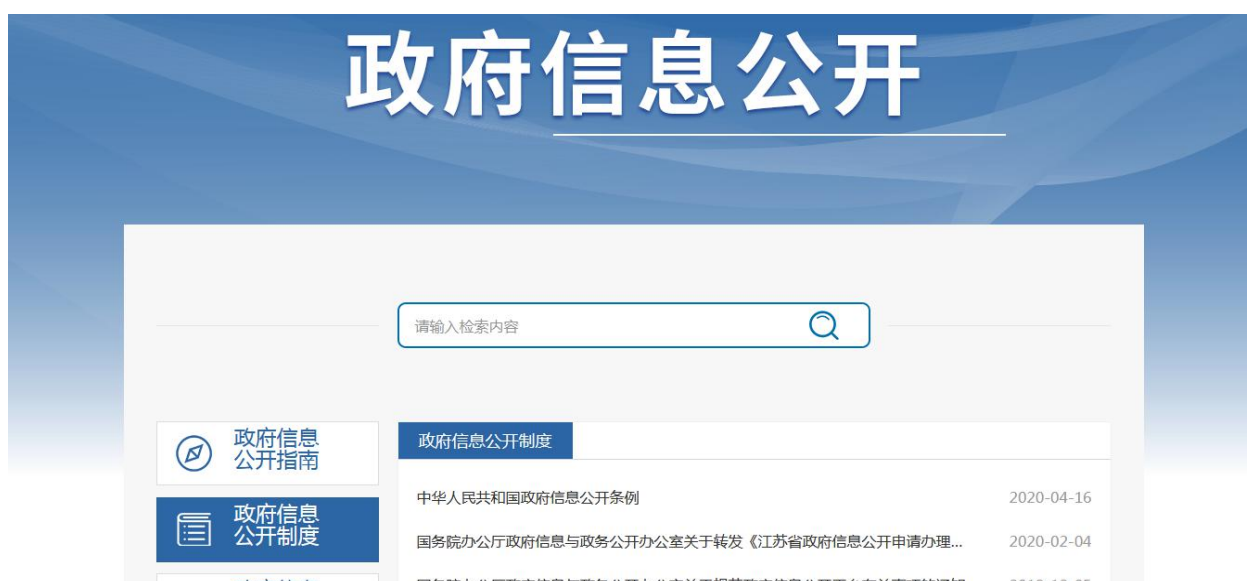 政府信息公开
请输入检索内容
政府信息
公开指南
政府信息公开制度
中华人民共和国政府信息公开条例 2020-04-16
政府信息
公开制度
国务院办公厅政府信息与政务公开办公室关于转发《江苏省政府信息公开申请办理... 2020-02-04